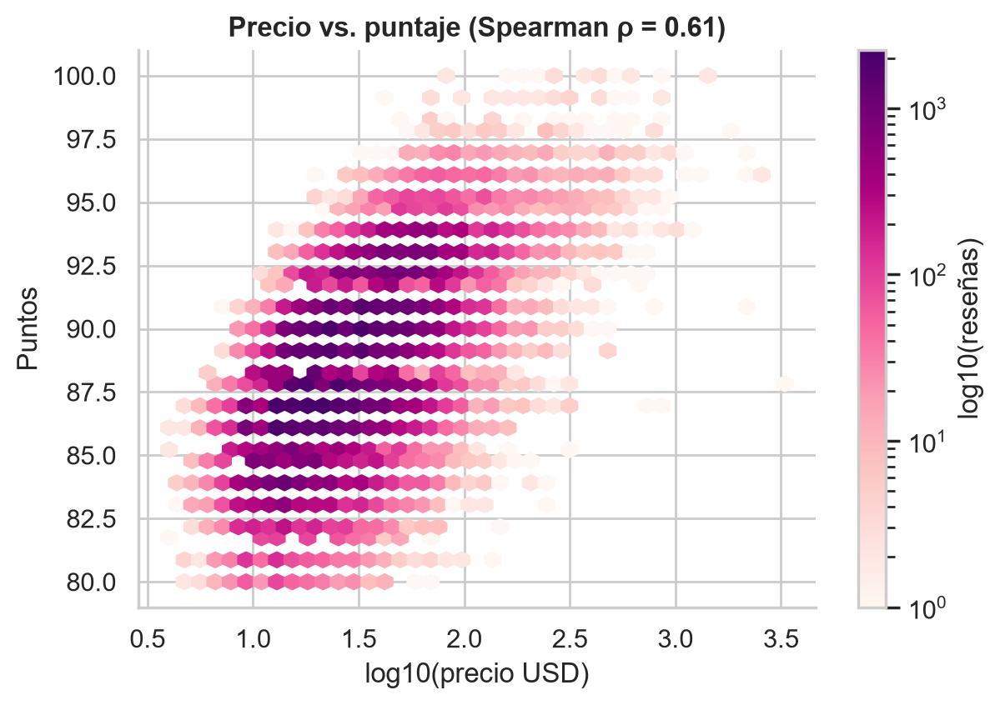 Precio vs. puntaje (Spearman ρ = 0.61)
100.0
97.5
95.0
92.5
90.0
87.5
85.0
82.5
80.0
Puntos
0.5 1.0 1.5 2.0 2.5 3.0 3.5
log10(precio USD)
10³
10²
10¹
10⁰
log10(reseñas)